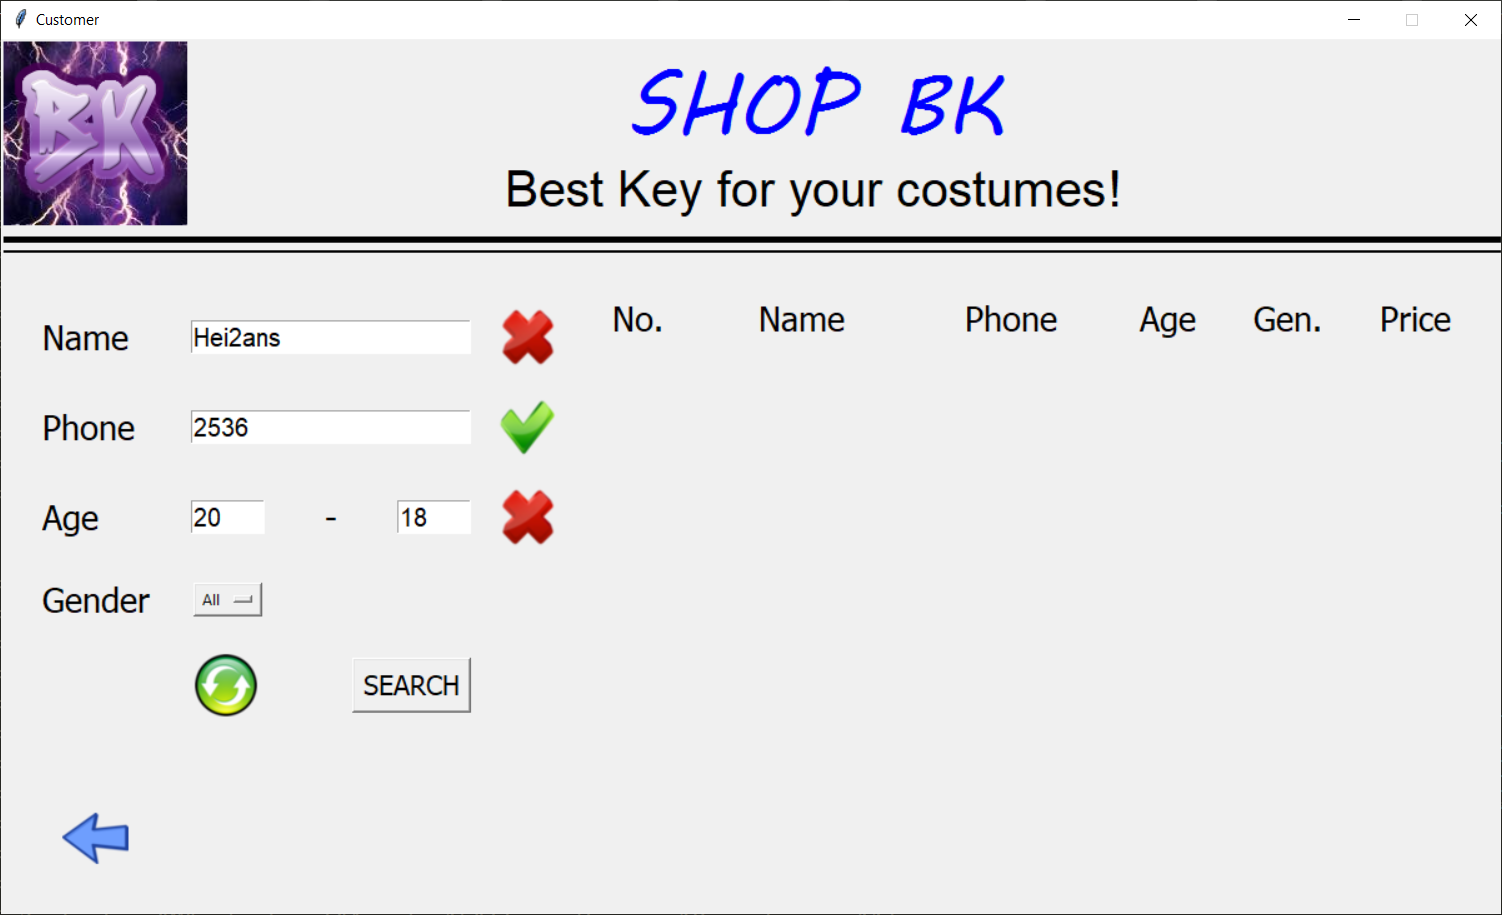 Customer
BK
SHOP BK
Best Key for your costumes!
No. Name Phone Age Gen. Price
Name Hei2ans
Phone 2536
Age 20 - 18
Gender All
SEARCH